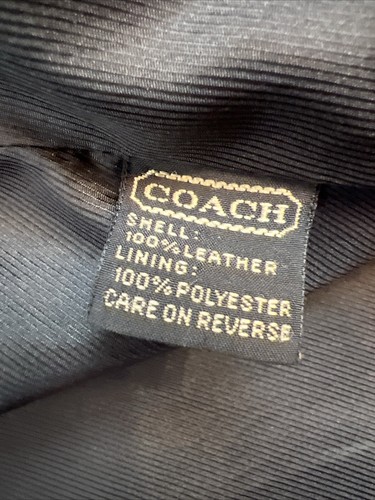 COACH
SHELL:
100% LEATHER
LINING:
100% POLYESTER
CARE ON REVERSE